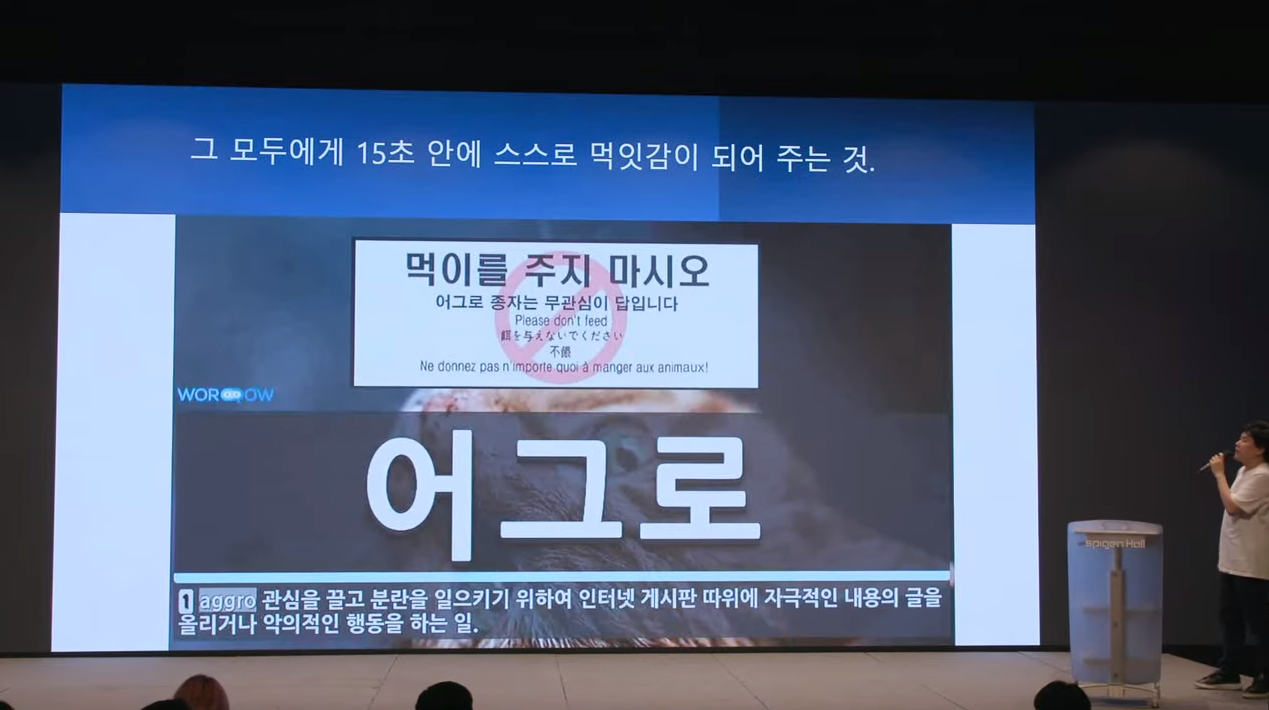 그 모두에게 15초 안에 스스로 먹잇감이 되어 주는 것.
먹이를 주지 마시오
어그로 종자는 무관심이 답입니다
Please don't feed
餌を与えないでください
不餵
Ne donnez pas n'importe quoi à manger aux animaux!
어그로
1 aggro 관심을 끌고 분란을 일으키기 위하여 인터넷 게시판 따위에 자극적인 내용의 글을
올리거나 악의적인 행동을 하는 일.
spigen Hall